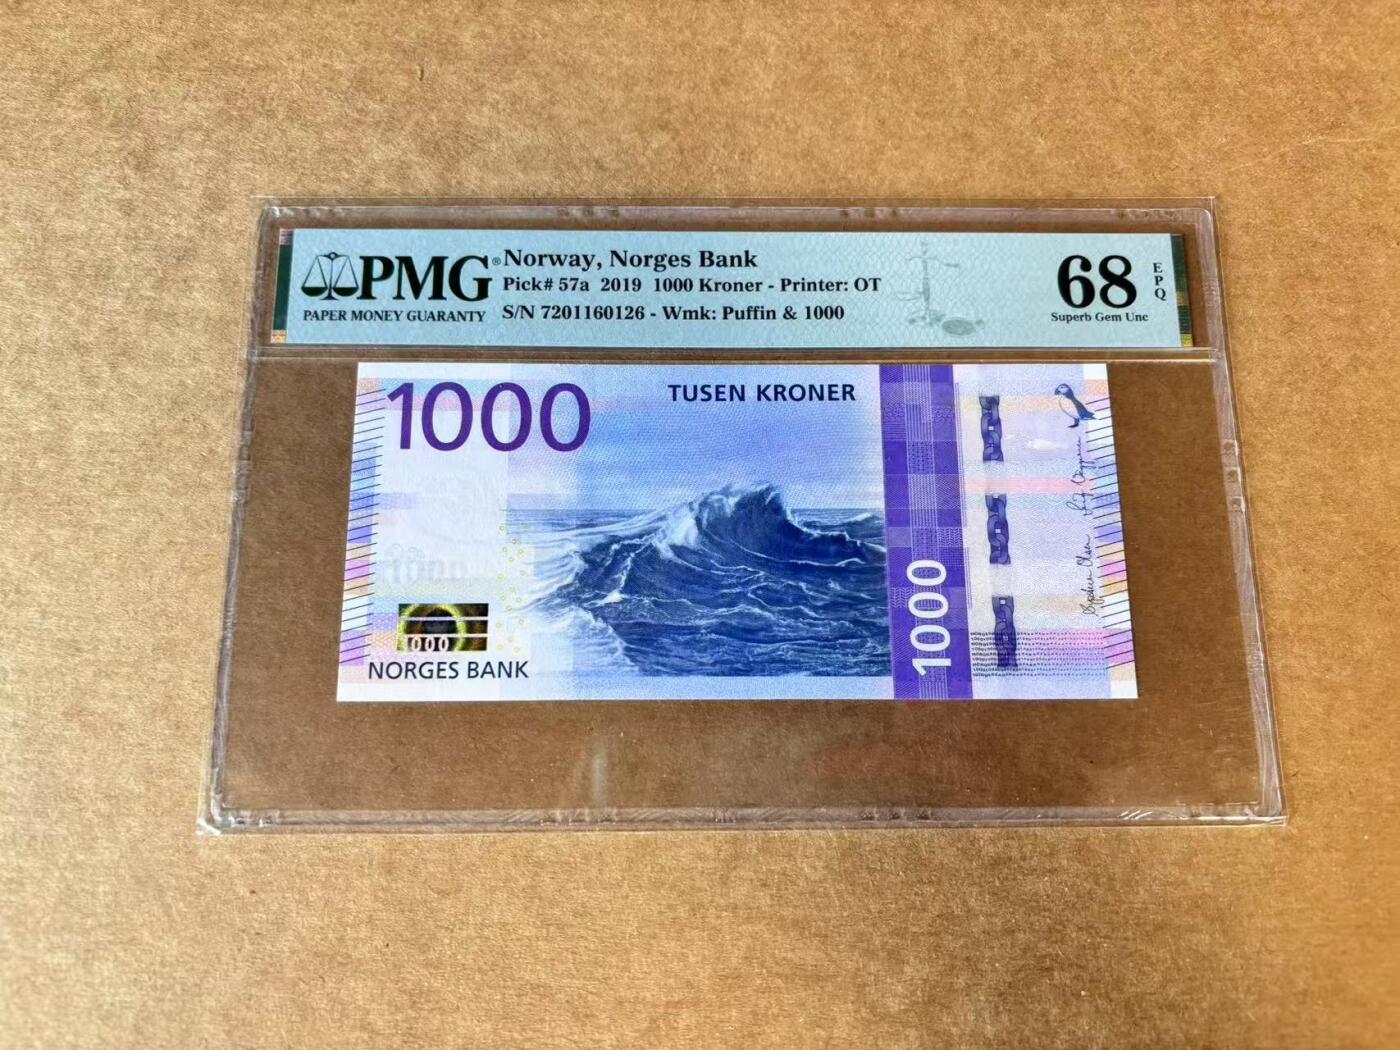 PMG®
PAPER MONEY GUARANTY
Norway, Norges Bank
Pick# 57a 2019 1000 Kroner - Printer: OT
S/N 7201160126 - Wmk: Puffin & 1000
68
EPQ
Superb Gem Unc
1000
TUSEN KRONER
1000
1000
NORGES BANK